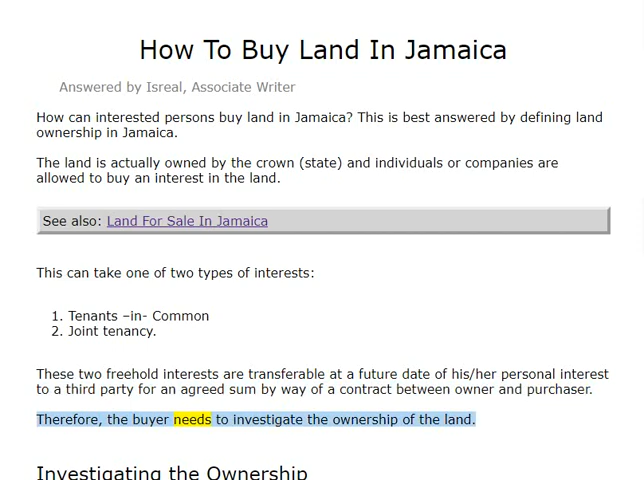 How To Buy Land In Jamaica
Answered by Isreal, Associate Writer
How can interested persons buy land in Jamaica? This is best answered by defining land
ownership in Jamaica.
The land is actually owned by the crown (state) and individuals or companies are
allowed to buy an interest in the land.
See also: Land For Sale In Jamaica
This can take one of two types of interests:
1. Tenants –in- Common
2. Joint tenancy.
These two freehold interests are transferable at a future date of his/her personal interest
to a third party for an agreed sum by way of a contract between owner and purchaser.
Therefore, the buyer needs to investigate the ownership of the land.
Investigating the Ownership